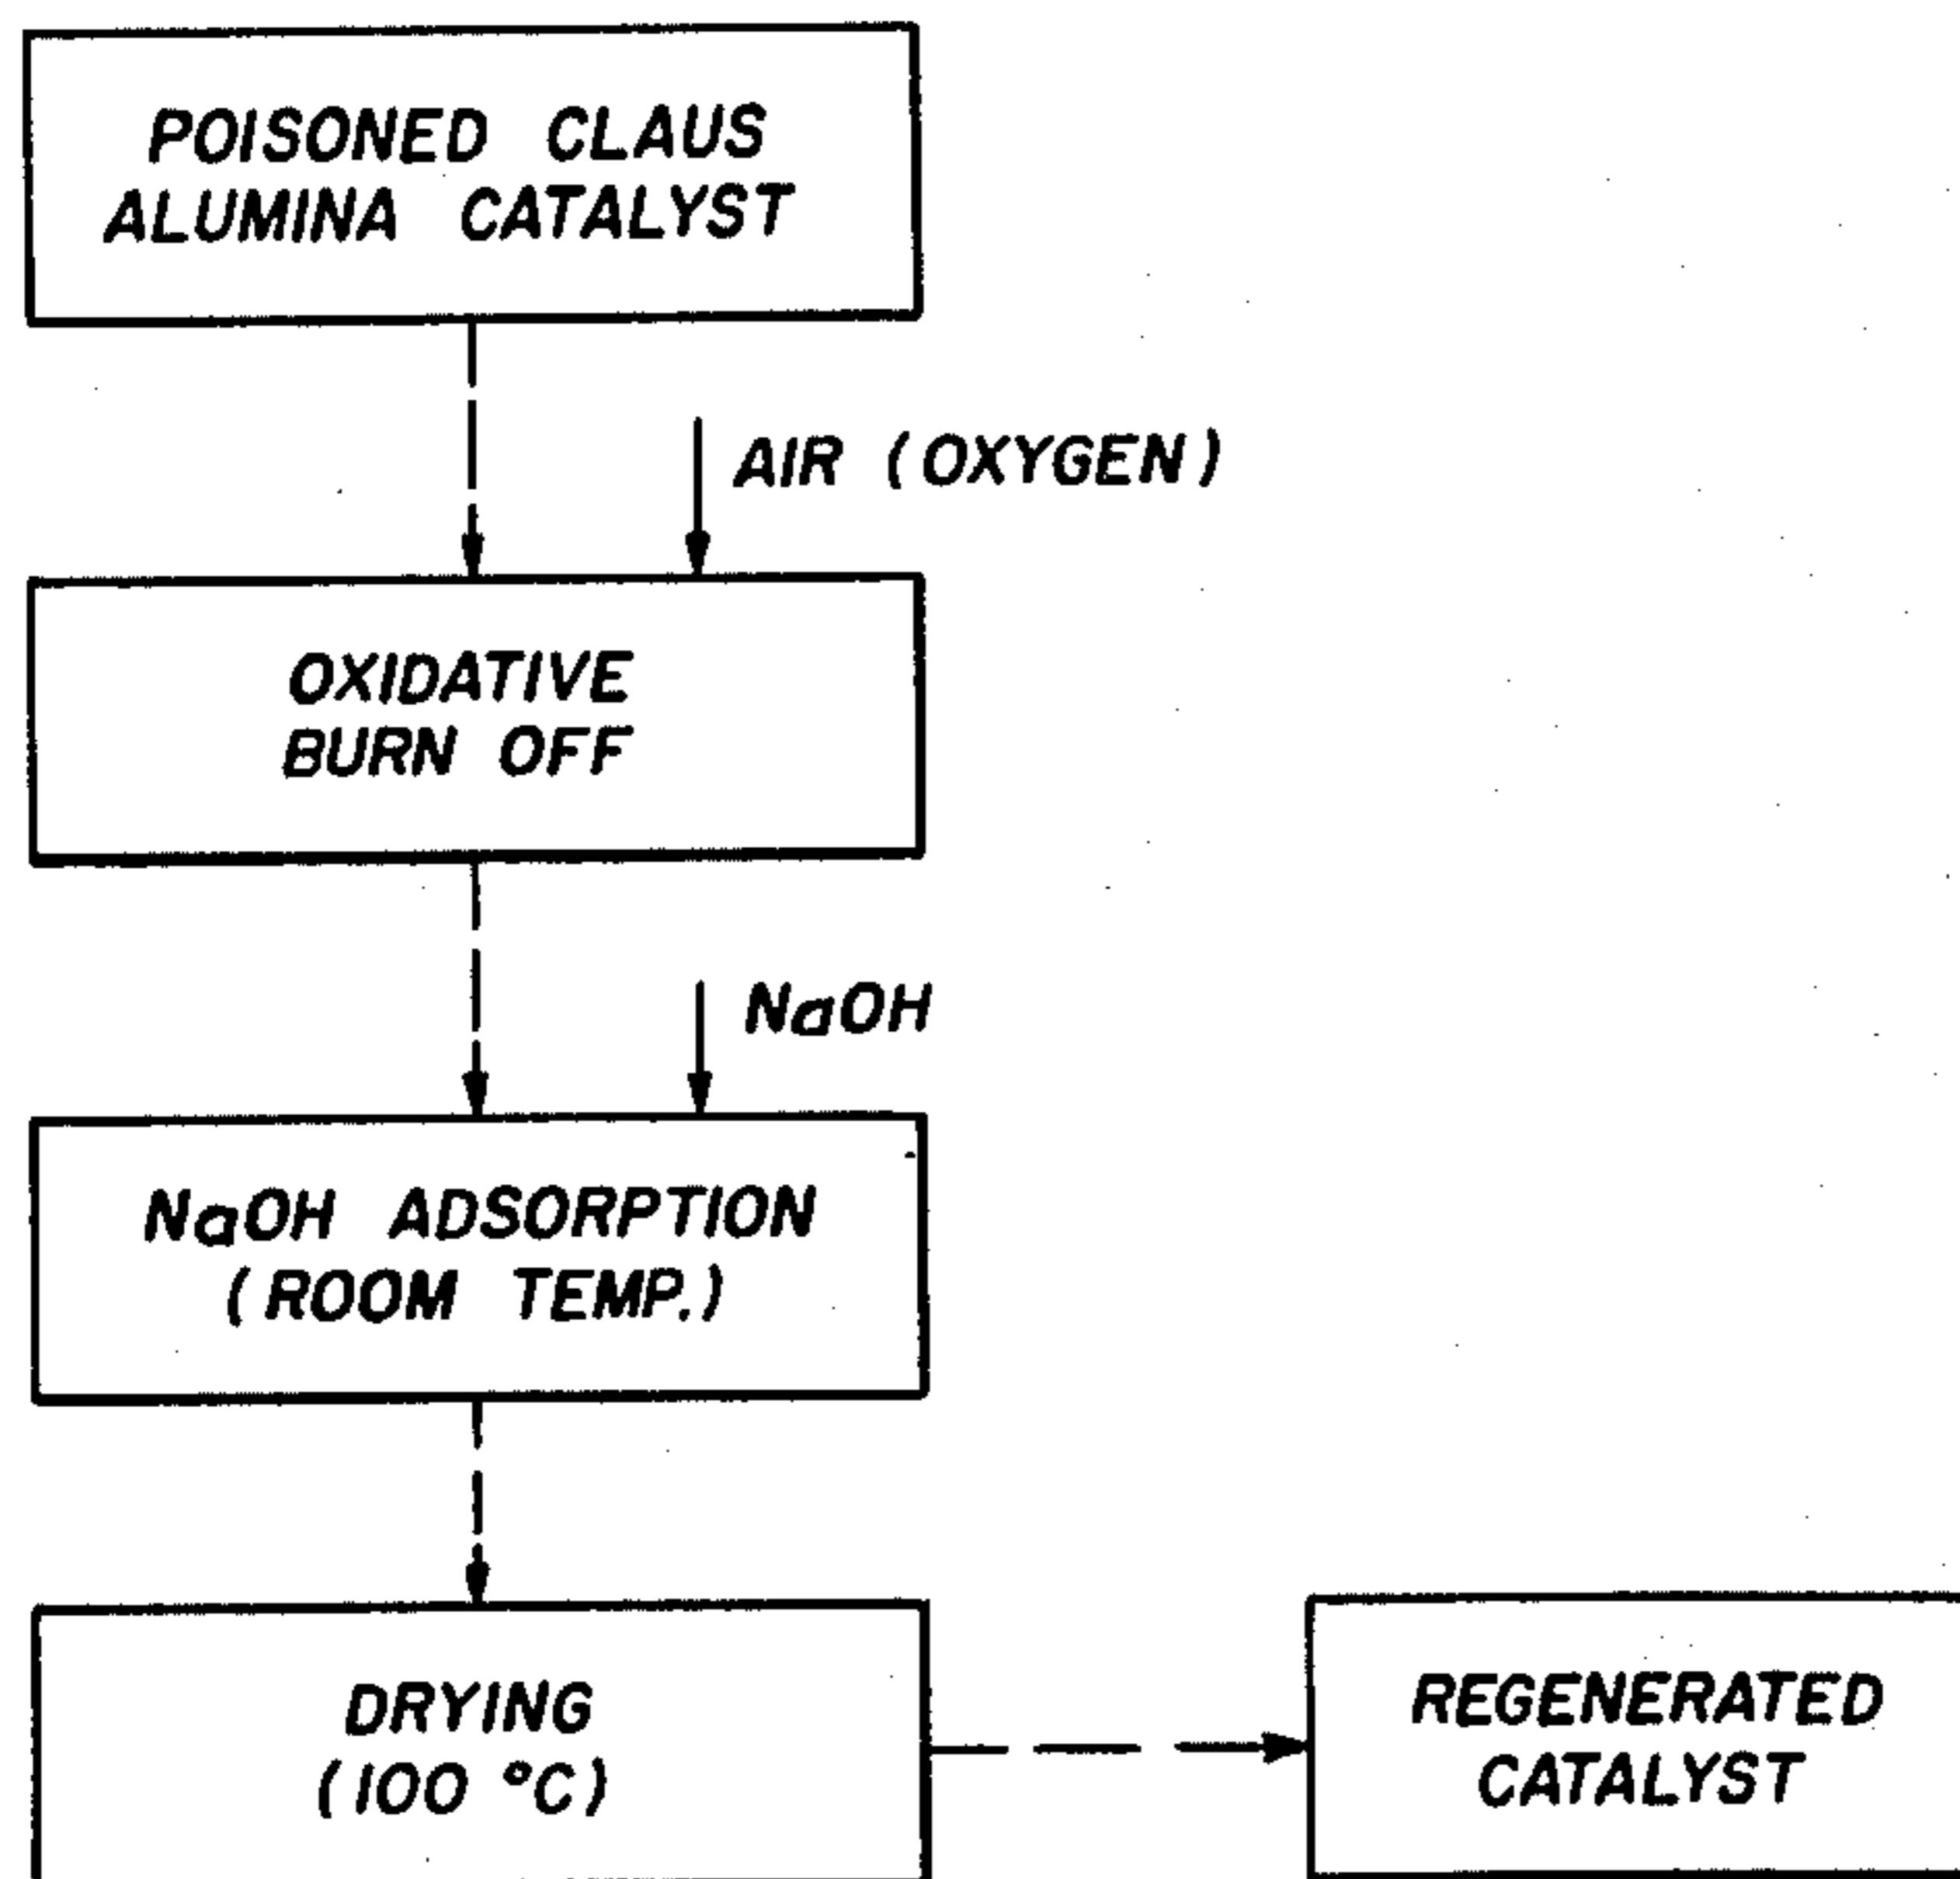 POISONED CLAUS
ALUMINA CATALYST
AIR (OXYGEN)
OXIDATIVE
BURN OFF
NaOH
NaOH ADSORPTION
(ROOM TEMP.)
DRYING
(100 °C)
REGENERATED
CATALYST